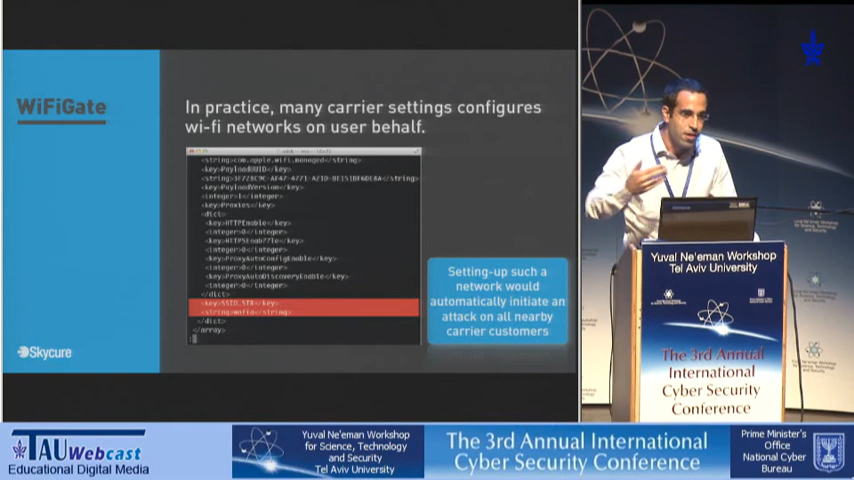 WiFiGate
In practice, many carrier settings configures
wi-fi networks on user behalf.
<string>com.apple.wifi.managed</string>
<key>PayloadUUID</key>
<key>PayloadVersion</key>
<integer>1</integer>
<key>Proxies</key>
<dict>
<key>HTTPEnable</key>
<integer>0</integer>
<integer>0</integer>
<key>ProxyAutoConfigEnable</key>
<integer>0</integer>
<key>ProxyAutoDiscoveryEnable</key>
<integer>0</integer>
</dict>
<key>SSID_STR</key>
</dict>
</array>
Setting-up such a
network would
automatically initiate an
attack on all nearby
carrier customers
Skycure
Yuval Ne'eman Workshop
Tel Aviv University
The 3rd Annual
International
Cyber Security
Conference
TAU Webcast
Educational Digital Media
Yuval Ne'eman Workshop
for Science, Technology
and Security
Tel Aviv University
The 3rd Annual International
Cyber Security Conference
Prime Minister's
Office
National Cyber
Bureau